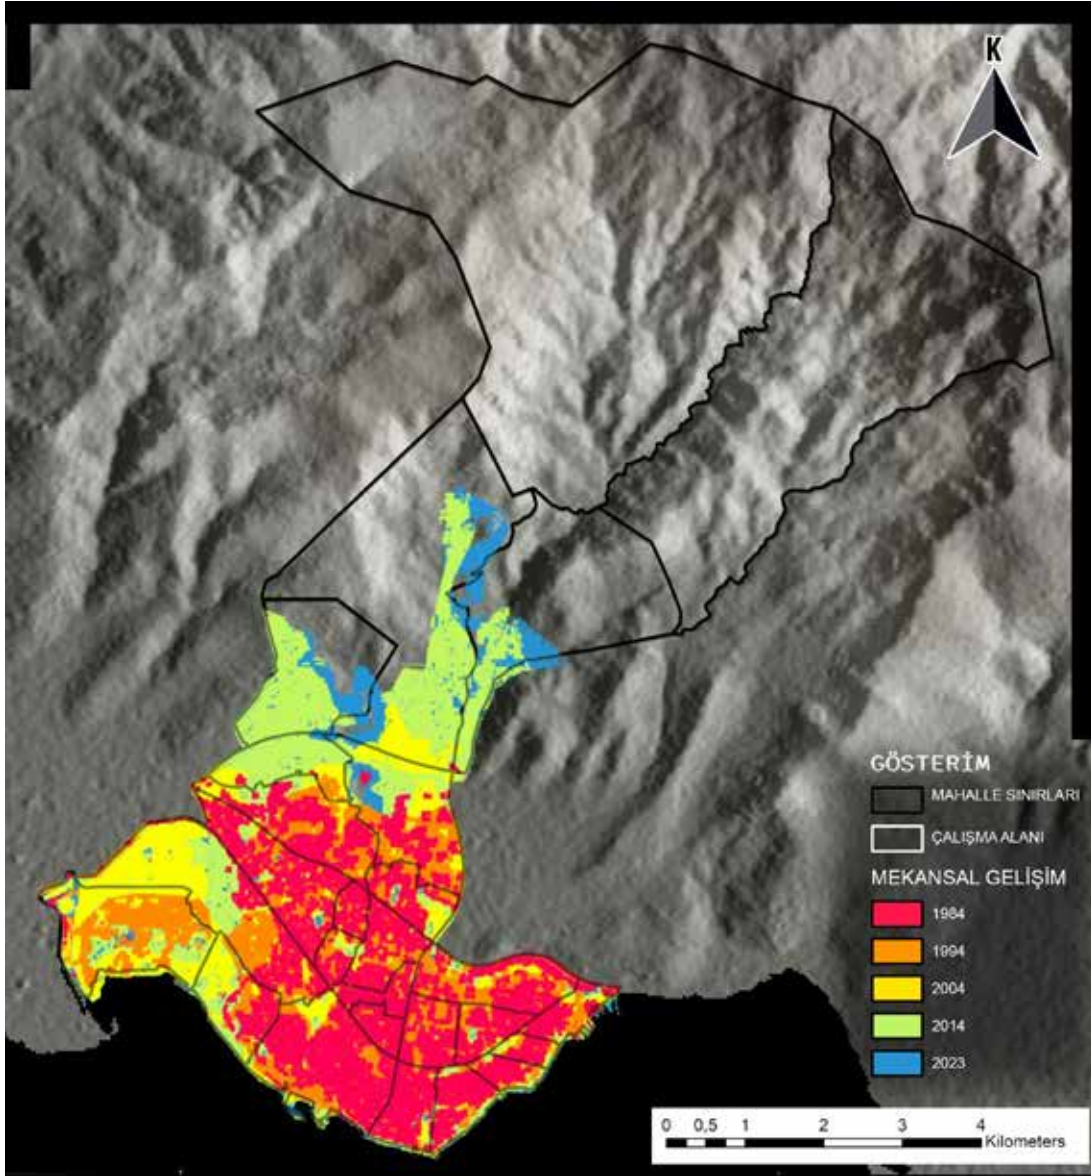 K
GÖSTERİM
MAHALLE SINIRLARI
ÇALIŞMA ALANI
MEKANSAL GELİŞİM
1984
1994
2004
2014
2023
0 0,5 1 2 3 4
Kilometers